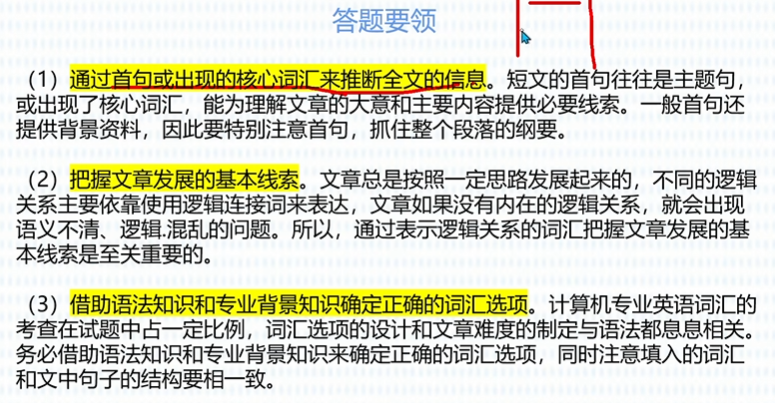 答题要领
（1）通过首句或出现的核心词汇来推断全文的信息。短文的首句往往是主题句，
或出现了核心词汇，能为理解文章的大意和主要内容提供必要线索。一般首句还
提供背景资料，因此要特别注意首句，抓住整个段落的纲要。
（2）把握文章发展的基本线索。文章总是按照一定思路发展起来的，不同的逻辑
关系主要依靠使用逻辑连接词来表达，文章如果没有内在的逻辑关系，就会出现
语义不清、逻辑.混乱的问题。所以，通过表示逻辑关系的词汇把握文章发展的基
本线索是至关重要的。
（3）借助语法知识和专业背景知识确定正确的词汇选项。计算机专业英语词汇的
考查在试题中占一定比例，词汇选项的设计和文章难度的制定与语法都息息相关。
务必借助语法知识和专业背景知识来确定正确的词汇选项，同时注意填入的词汇
和文中句子的结构要相一致。